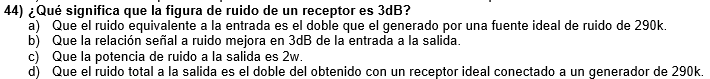 44) ¿Qué significa que la figura de ruido de un receptor es 3dB?
a) Que el ruido equivalente a la entrada es el doble que el generado por una fuente ideal de ruido de 290k.
b) Que la relación señal a ruido mejora en 3dB de la entrada a la salida.
c) Que la potencia de ruido a la salida es 2w.
d) Que el ruido total a la salida es el doble del obtenido con un receptor ideal conectado a un generador de 290k.